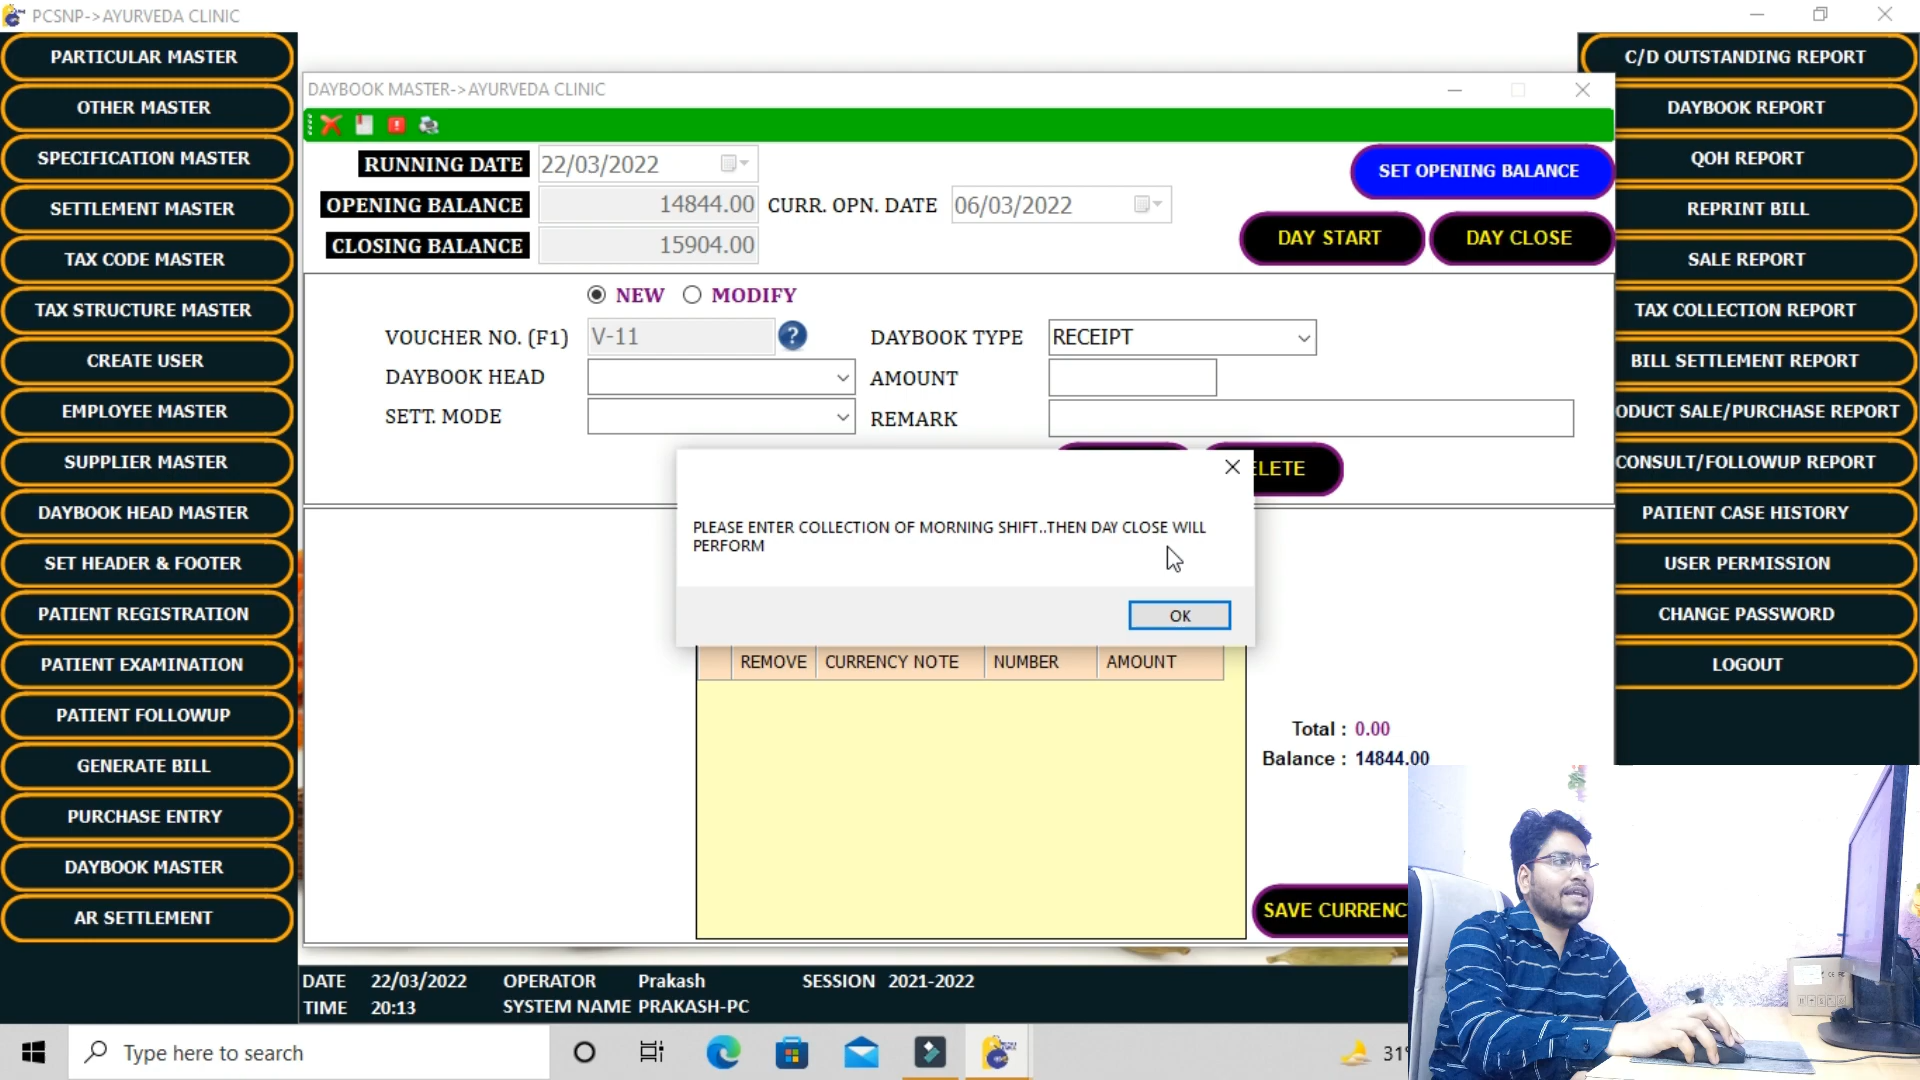 PCSNP->AYURVEDA CLINIC
PARTICULAR MASTER
OTHER MASTER
SPECIFICATION MASTER
SETTLEMENT MASTER
TAX CODE MASTER
TAX STRUCTURE MASTER
CREATE USER
EMPLOYEE MASTER
SUPPLIER MASTER
DAYBOOK HEAD MASTER
SET HEADER & FOOTER
PATIENT REGISTRATION
PATIENT EXAMINATION
PATIENT FOLLOWUP
GENERATE BILL
PURCHASE ENTRY
DAYBOOK MASTER
AR SETTLEMENT
DAYBOOK MASTER->AYURVEDA CLINIC
RUNNING DATE 22/03/2022
SET OPENING BALANCE
OPENING BALANCE 14844.00 CURR. OPN. DATE 06/03/2022
CLOSING BALANCE 15904.00
DAY START DAY CLOSE
NEW MODIFY
VOUCHER NO. (F1) V-11 ? DAYBOOK TYPE RECEIPT
DAYBOOK HEAD AMOUNT
SETT. MODE REMARK
ELETE
PLEASE ENTER COLLECTION OF MORNING SHIFT..THEN DAY CLOSE WILL
PERFORM
OK
REMOVE CURRENCY NOTE NUMBER AMOUNT
Total : 0.00
Balance : 14844.00
SAVE CURRENC
C/D OUTSTANDING REPORT
DAYBOOK REPORT
QOH REPORT
REPRINT BILL
SALE REPORT
TAX COLLECTION REPORT
BILL SETTLEMENT REPORT
ODUCT SALE/PURCHASE REPORT
CONSULT/FOLLOWUP REPORT
PATIENT CASE HISTORY
USER PERMISSION
CHANGE PASSWORD
LOGOUT
DATE 22/03/2022 OPERATOR Prakash SESSION 2021-2022
TIME 20:13 SYSTEM NAME PRAKASH-PC
Type here to search
31°